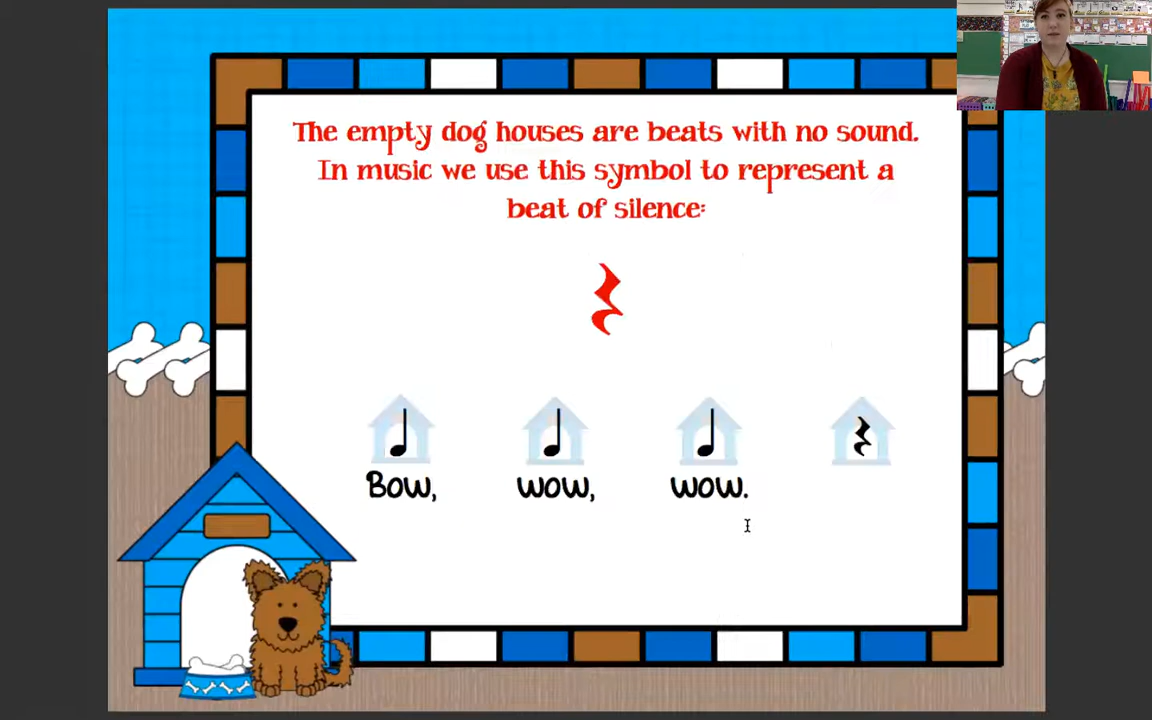 The empty dog houses are beats with no sound.
In music we use this symbol to represent a
beat of silence:
Bow, wow, wow.